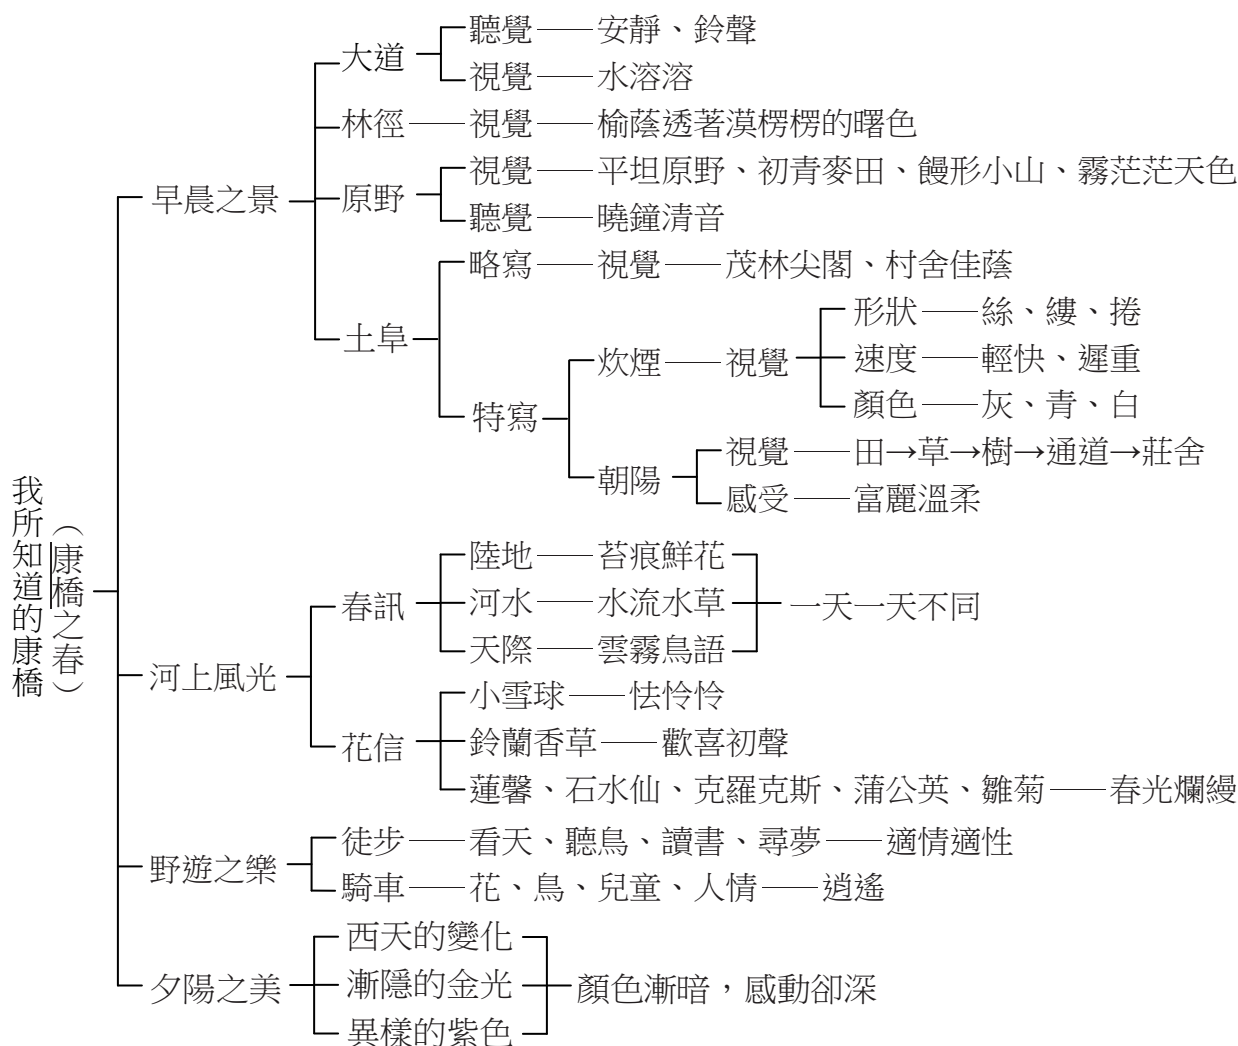 我所知道的康橋
（康橋之春）
早晨之景
大道
聽覺——安靜、鈴聲
視覺——水溶溶
林徑——視覺——榆蔭透著漠楞楞的曙色
原野
視覺——平坦原野、初青麥田、饅形小山、霧茫茫天色
聽覺——曉鐘清音
土阜
略寫——視覺——茂林尖閣、村舍佳蔭
特寫
炊煙——視覺
形狀——絲、縷、捲
速度——輕快、遲重
顏色——灰、青、白
朝陽
視覺——田→草→樹→通道→莊舍
感受——富麗溫柔
河上風光
春訊
陸地——苔痕鮮花
河水——水流水草
天際——雲霧鳥語
一天一天不同
花信
小雪球——怯怜怜
鈴蘭香草——歡喜初聲
蓮馨、石水仙、克羅克斯、蒲公英、雛菊——春光爛縵
野遊之樂
徒步——看天、聽鳥、讀書、尋夢——適情適性
騎車——花、鳥、兒童、人情——逍遙
夕陽之美
西天的變化
漸隱的金光
異樣的紫色
顏色漸暗，感動卻深